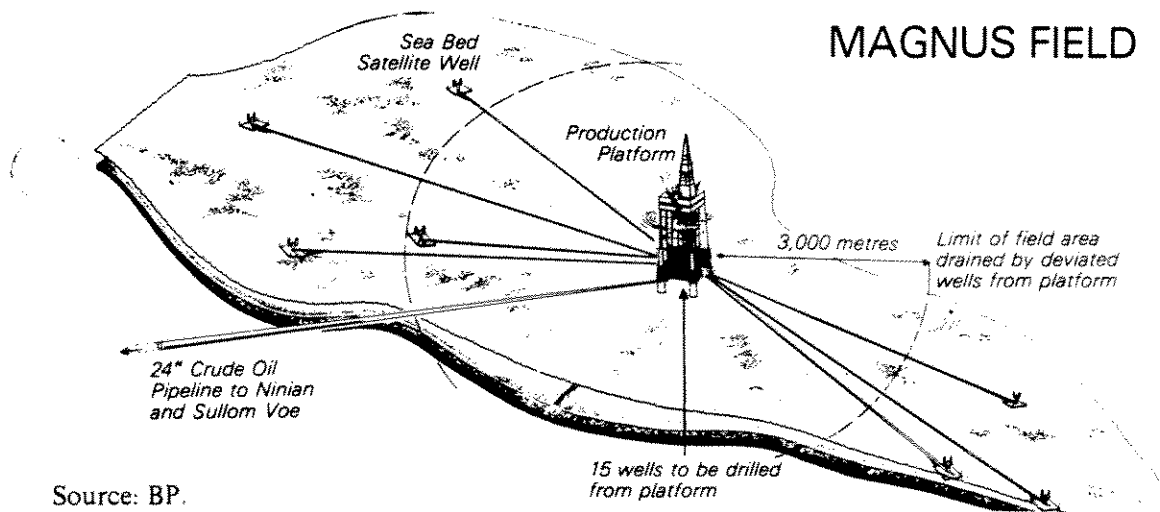 MAGNUS FIELD
Sea Bed
Satellite Well
Production
Platform
3,000 metres
Limit of field area
drained by deviated
wells from platform
24" Crude Oil
Pipeline to Ninian
and Sullom Voe
15 wells to be drilled
from platform
Source: BP.